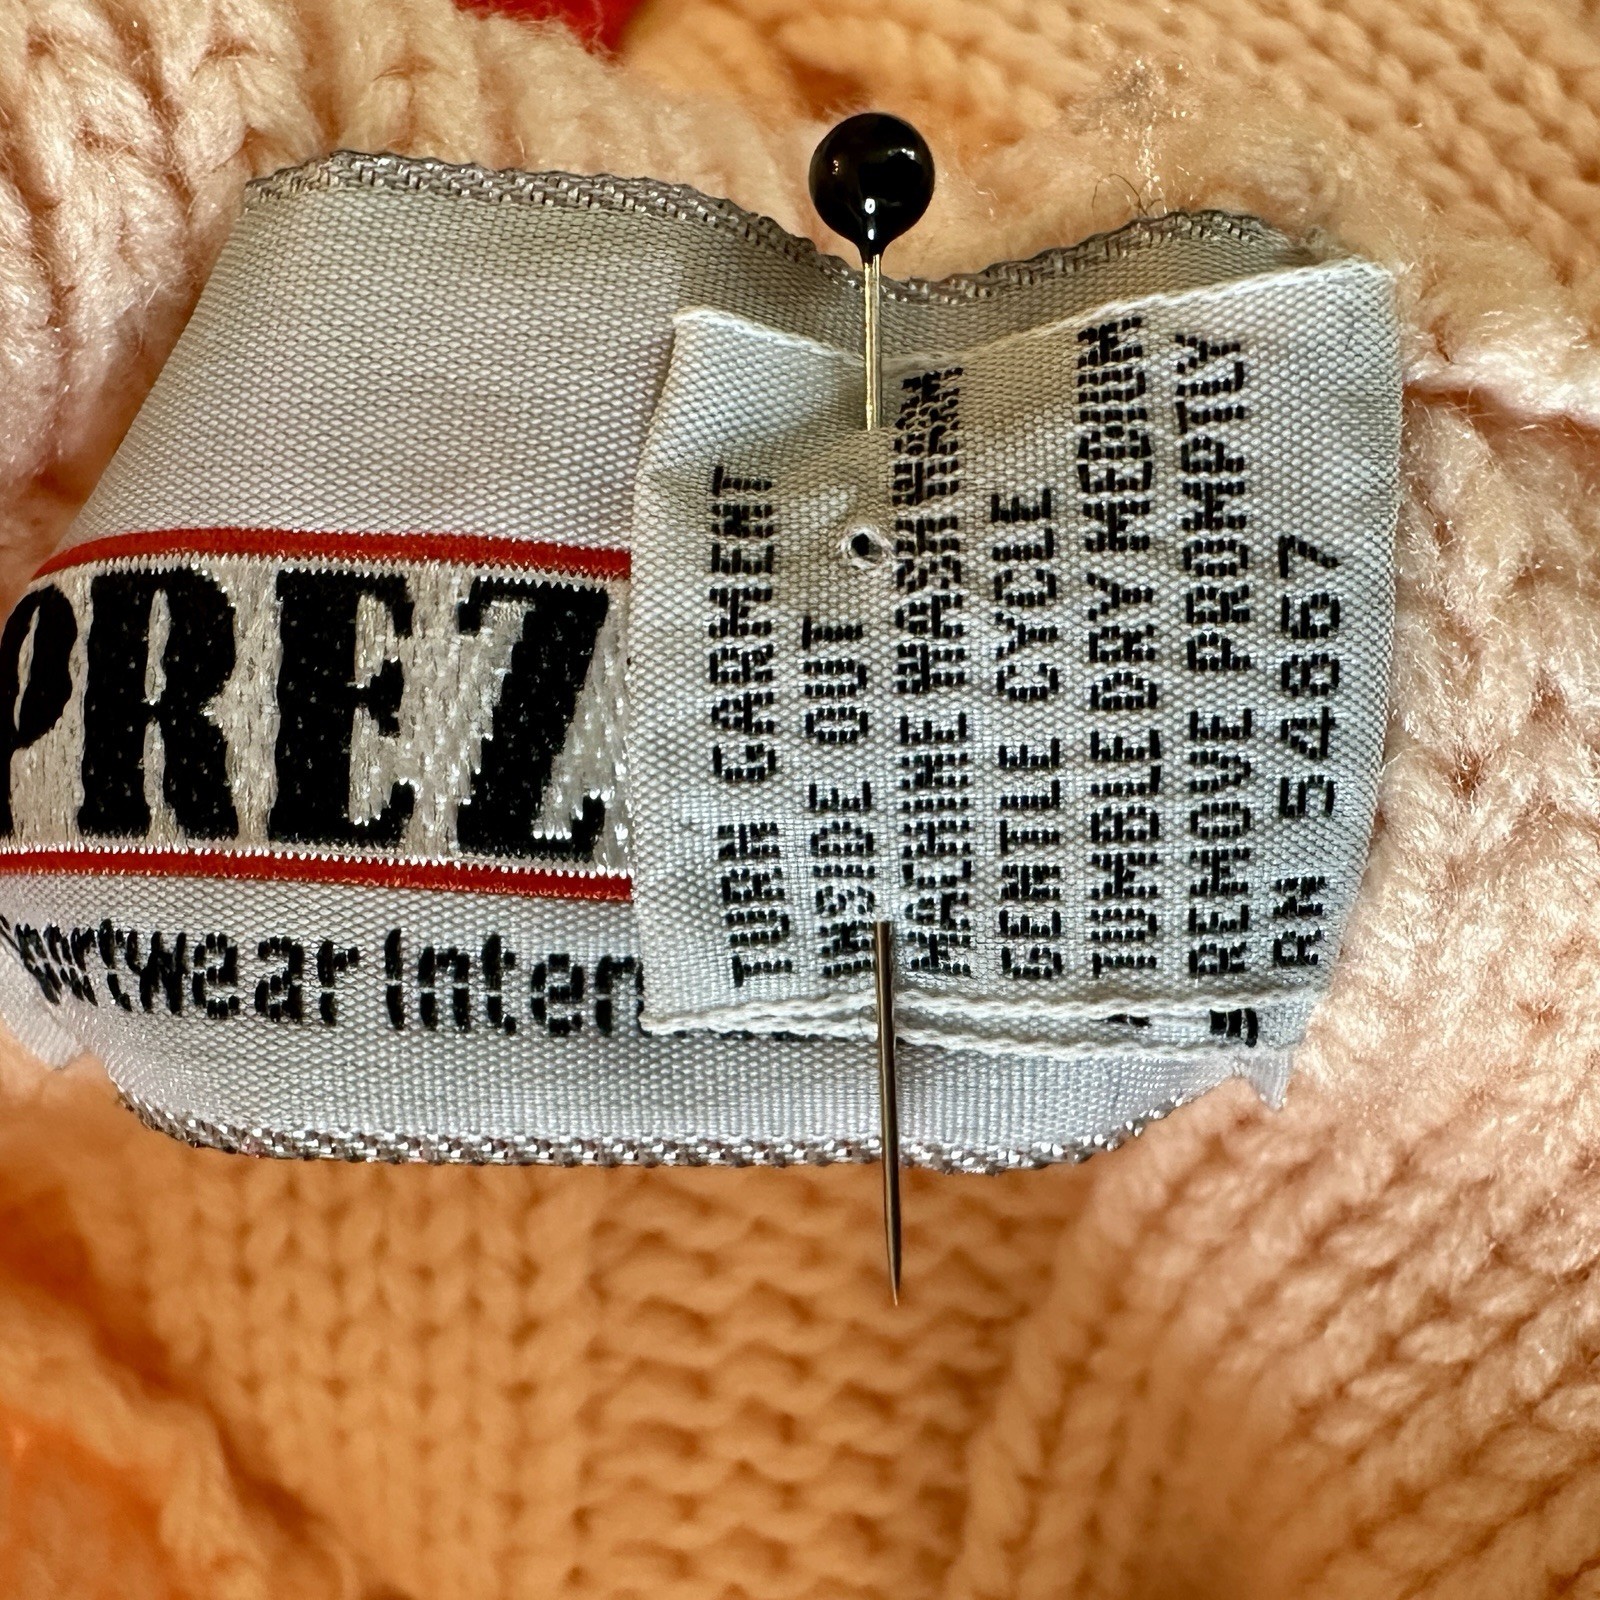 PREZ
Sportwear Inter
TURN GARMENT
INSIDE OUT
MACHINE WASH WARM
GENTLE CYCLE
TUMBLE DRY MEDIUM
REMOVE PROMPTLY
RN 54867